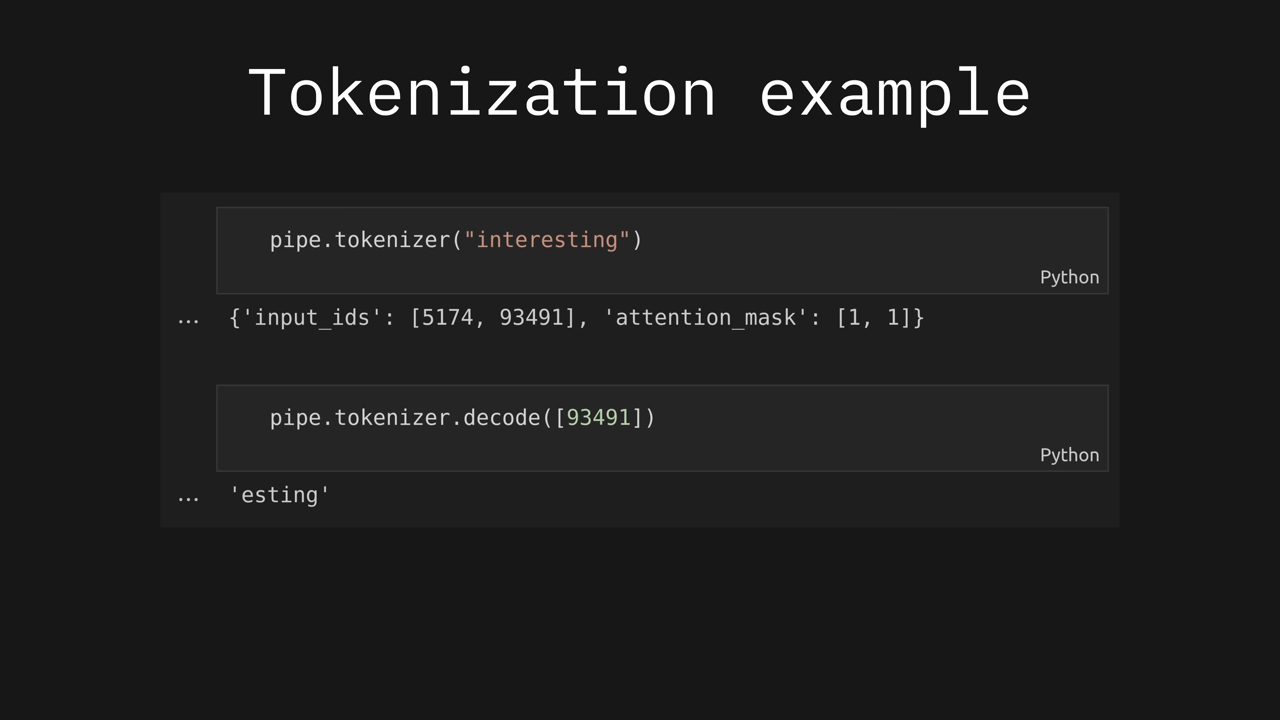 Tokenization example
pipe.tokenizer("interesting")
Python
... {'input_ids': [5174, 93491], 'attention_mask': [1, 1]}
pipe.tokenizer.decode([93491])
Python
... 'esting'